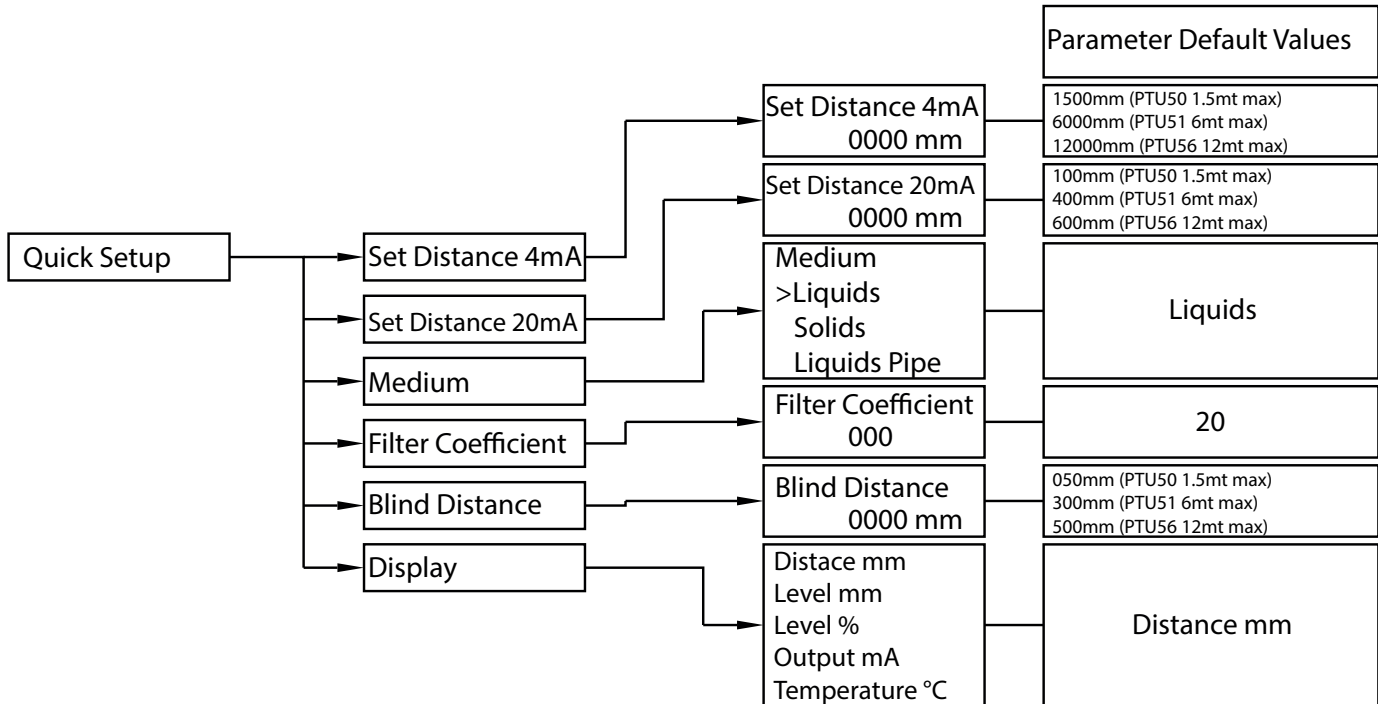 Parameter Default Values
Set Distance 4mA
0000 mm
1500mm (PTU50 1.5mt max)
6000mm (PTU51 6mt max)
12000mm (PTU56 12mt max)
Set Distance 20mA
0000 mm
100mm (PTU50 1.5mt max)
400mm (PTU51 6mt max)
600mm (PTU56 12mt max)
Quick Setup
Set Distance 4mA
Set Distance 20mA
Medium
Filter Coefficient
Blind Distance
Display
Medium
>Liquids
Solids
Liquids Pipe
Liquids
Filter Coefficient
000
20
Blind Distance
0000 mm
050mm (PTU50 1.5mt max)
300mm (PTU51 6mt max)
500mm (PTU56 12mt max)
Distace mm
Level mm
Level %
Output mA
Temperature °C
Distance mm